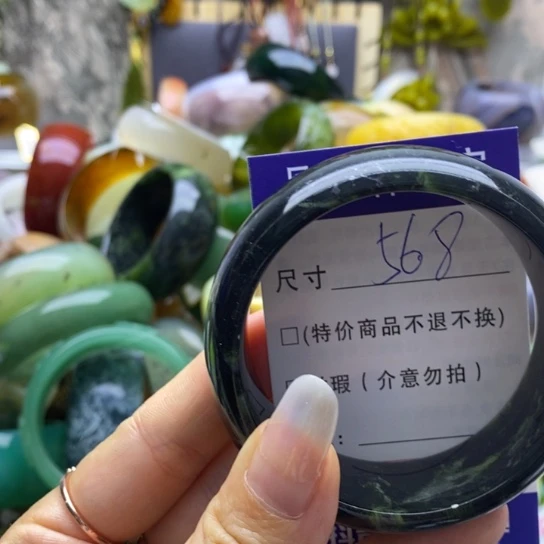 尺寸 568
□(特价商品不退不换)
瑕(介意勿拍)
: